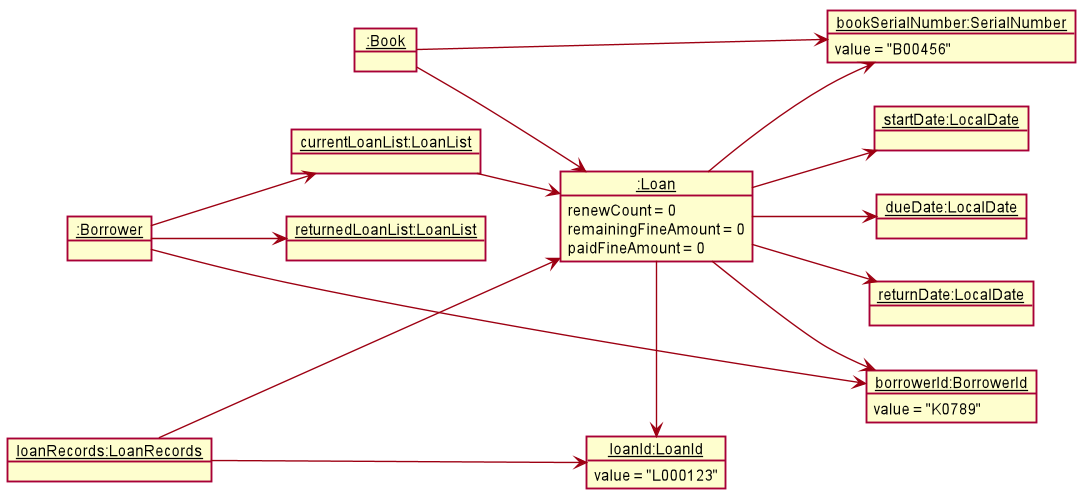 :Book
bookSerialNumber:SerialNumber
value = "B00456"
startDate:LocalDate
currentLoanList:LoanList
:Loan
renewCount = 0
remainingFineAmount = 0
paidFineAmount = 0
dueDate:LocalDate
:Borrower
returnedLoanList:LoanList
returnDate:LocalDate
borrowerId:BorrowerId
value = "K0789"
loanRecords:LoanRecords
loanId:LoanId
value = "L000123"